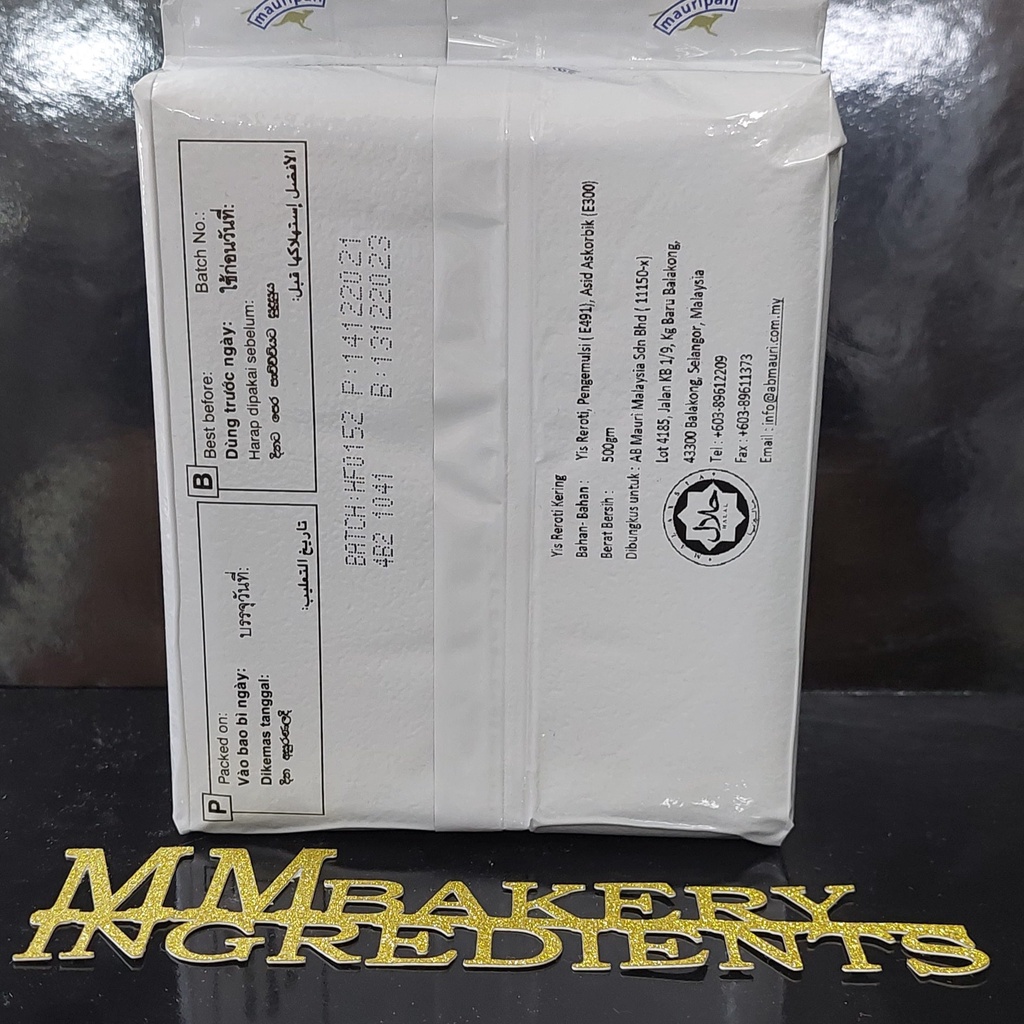 mauripan
mauripan
P
Packed on:
Vào bao bì ngày:
บรรจุวันที่:
Dikemas tanggal:
تاريخ التعليب:
B
Best before:
Batch No.:
Dùng trước ngày:
ใช้ก่อนวันที่:
Harap dipakai sebelum:
الأفضل إستهلاكها قبل:
BATCH:HF0152 P:14122021
4B2 1041 B:13122023
Yis Reroti Kering
Bahan- Bahan : Yis Reroti, Pengemulsi ( E491), Asid Askorbik (E300)
Berat Bersih : 500gm
Dibungkus untuk : AB Mauri Malaysia Sdn Bhd ( 11150-x)
Lot 4185, Jalan KB 1/9, Kg Baru Balakong,
43300 Balakong, Selangor, Malaysia
Tel : +603-89612209
Fax : +603-89611373
Email : info@abmauri.com.my
حلال
HALAL
MM BAKERY
INGREDIENTS